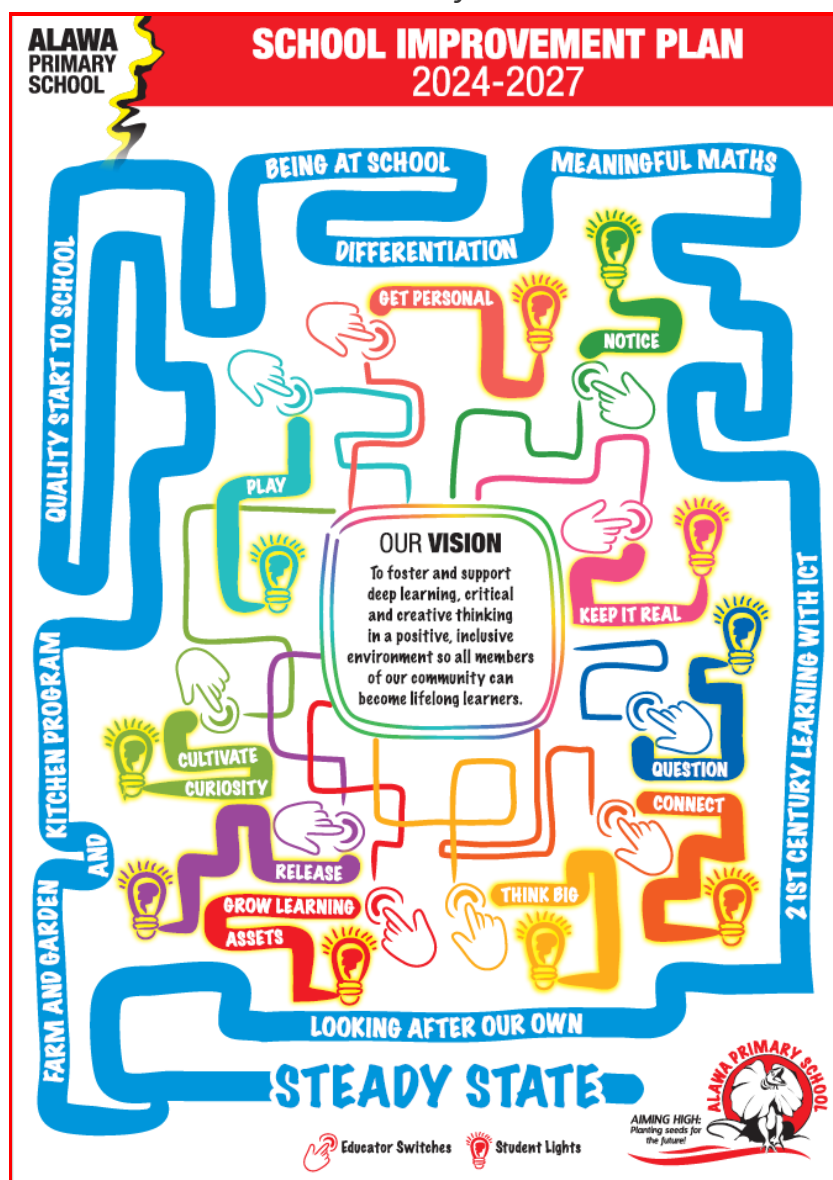 ALAWA
PRIMARY
SCHOOL
SCHOOL IMPROVEMENT PLAN
2024-2027
BEING AT SCHOOL
MEANINGFUL MATHS
DIFFERENTIATION
QUALITY START TO SCHOOL
GET PERSONAL
NOTICE
PLAY
OUR VISION
To foster and support
deep learning, critical
and creative thinking
in a positive, inclusive
environment so all members
of our community can
become lifelong learners.
KEEP IT REAL
21ST CENTURY LEARNING WITH ICT
CULTIVATE
CURIOSITY
QUESTION
CONNECT
RELEASE
GROW LEARNING
ASSETS
THINK BIG
FARM AND GARDEN
AND
KITCHEN PROGRAM
LOOKING AFTER OUR OWN
STEADY STATE
Educator Switches
Student Lights
ALAWA PRIMARY SCHOOL
AIMING HIGH:
Planting seeds for
the future!